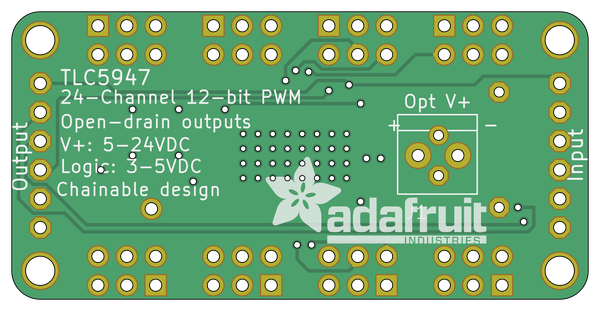 TLC5947
24-Channel 12-bit PWM
Open-drain outputs
V+: 5-24VDC
Logic: 3-5VDC
Chainable design
Output
Opt V+
+ -
Input
adafruit
INDUSTRIES